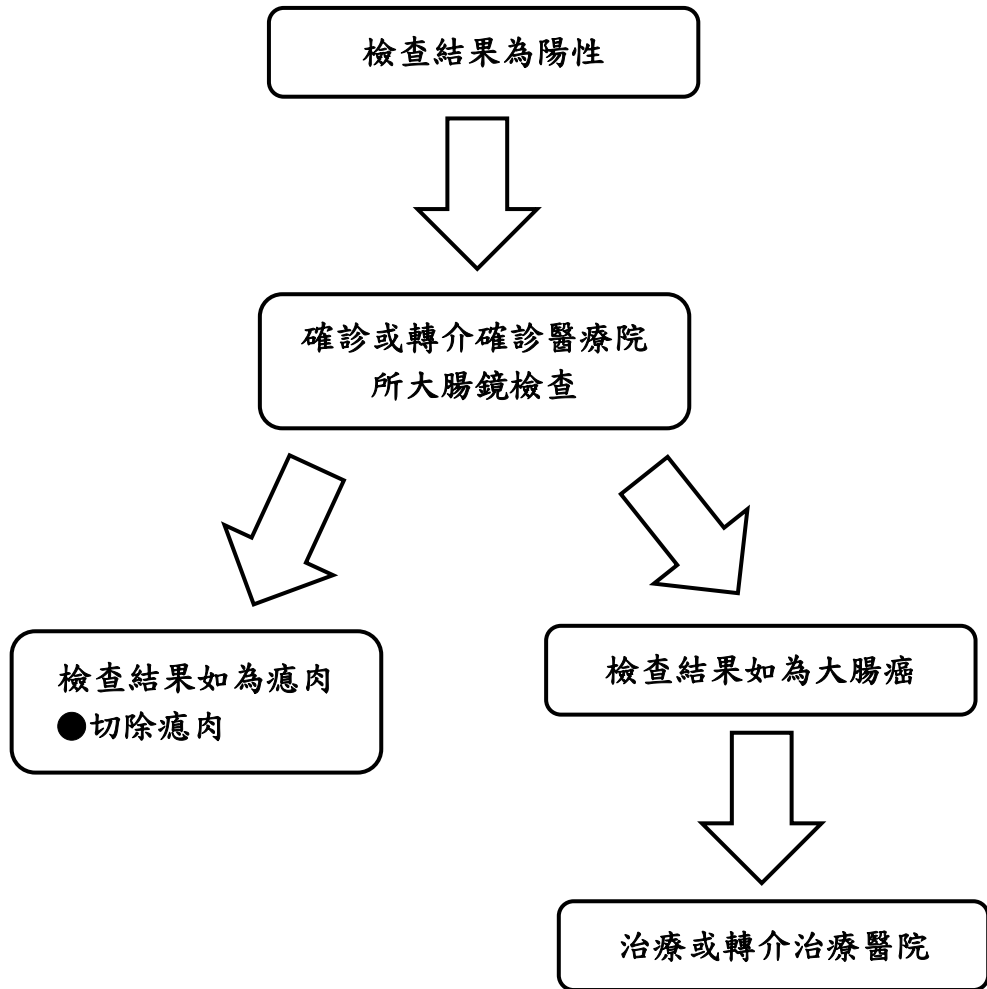 檢查結果為陽性
確診或轉介確診醫療院
所大腸鏡檢查
檢查結果如為瘜肉
●切除瘜肉
檢查結果如為大腸癌
治療或轉介治療醫院